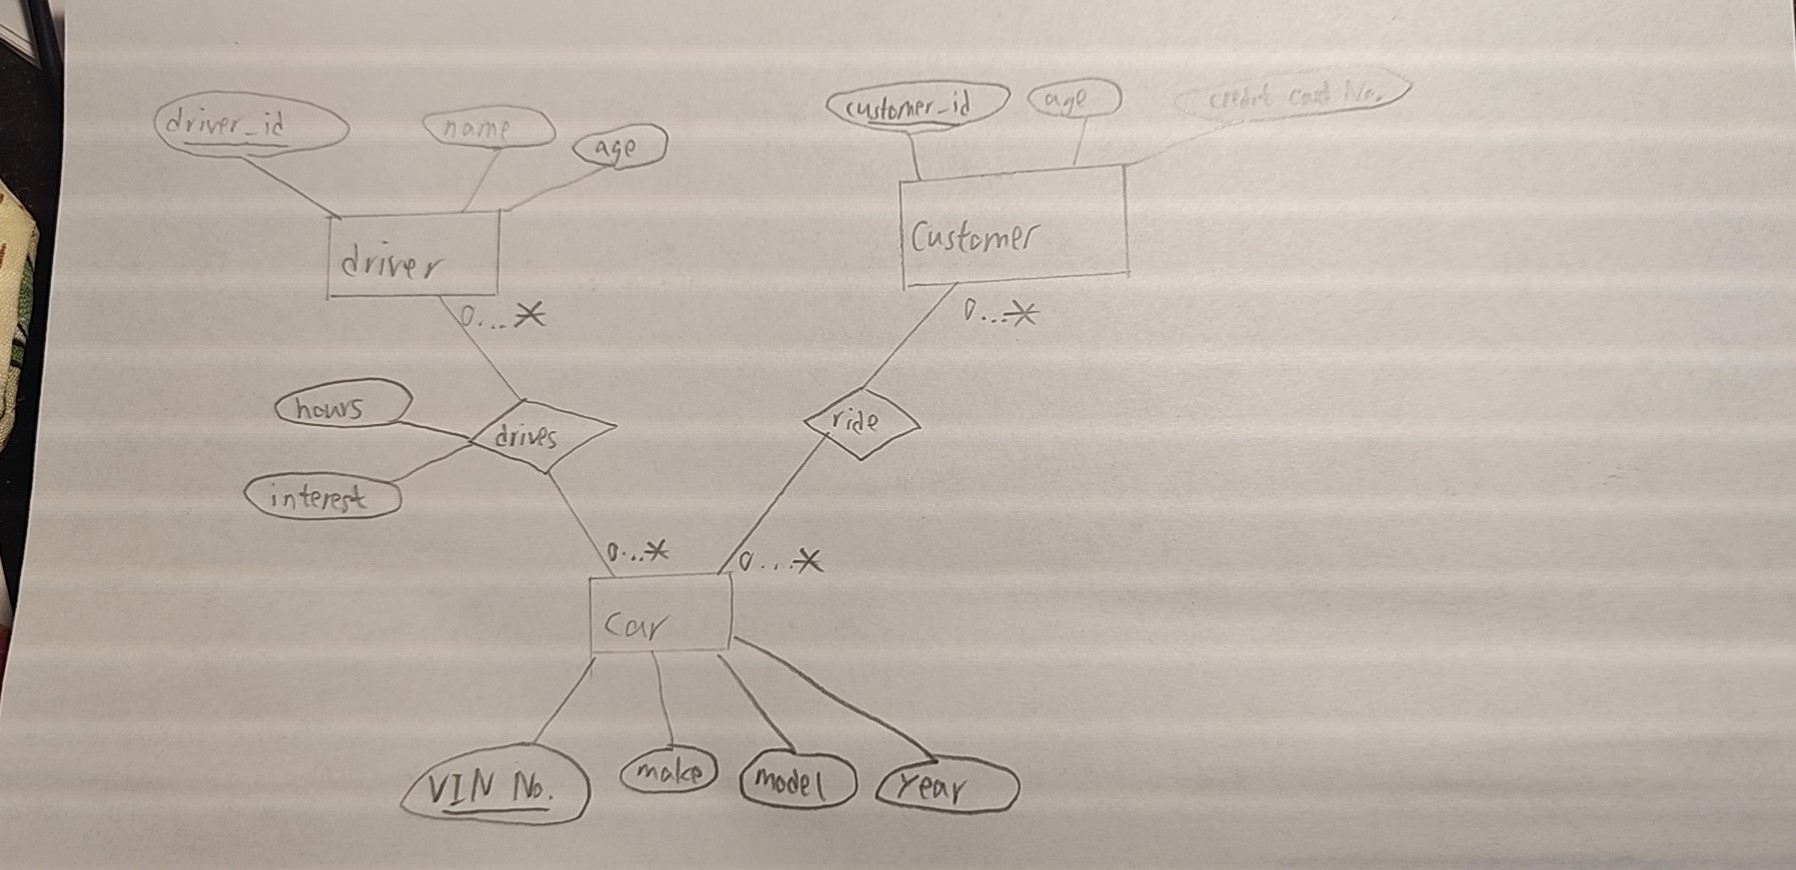 driver_id
name
age
customer_id
age
credit card No.
driver
Customer
0...*
0...*
hours
drives
ride
interest
0...*
0...*
Car
VIN No.
make
model
Year